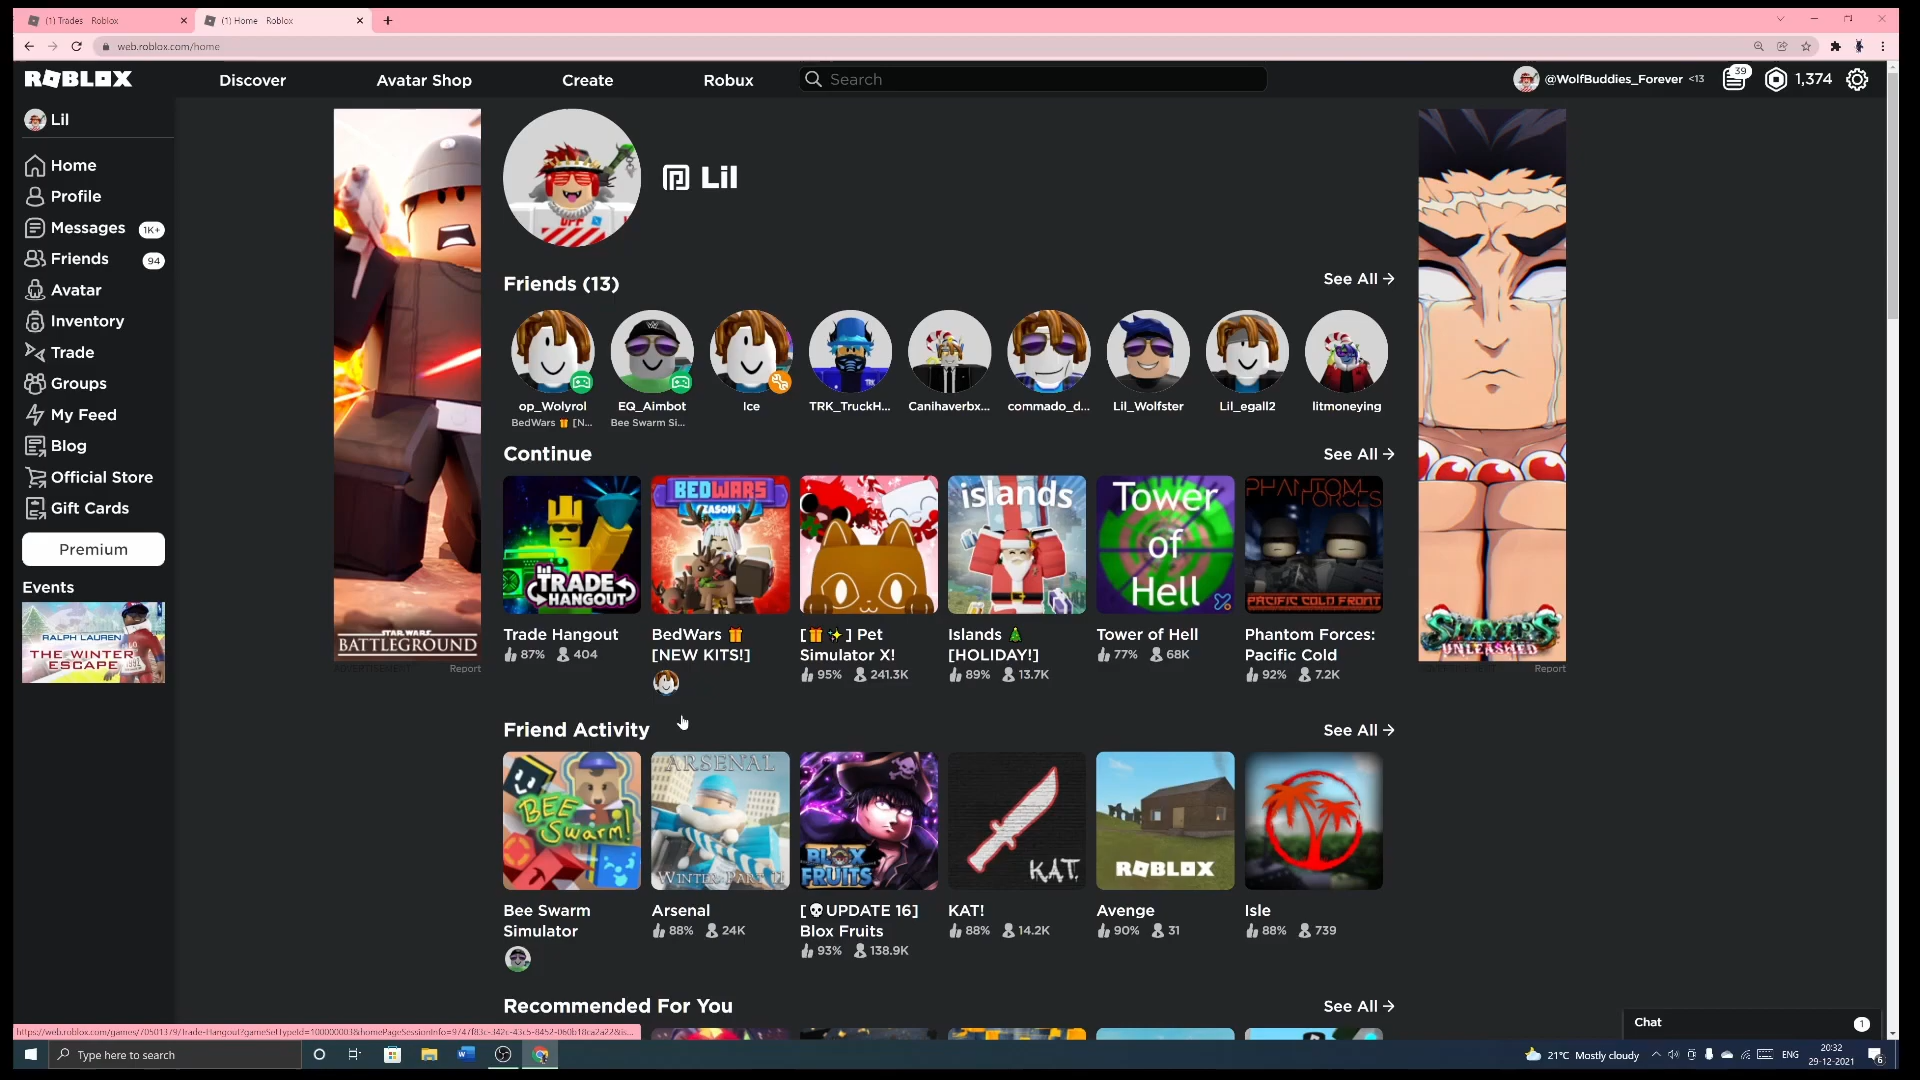 (1) Trades - Roblox
(1) Home - Roblox
web.roblox.com/home
ROBLOX
Discover
Avatar Shop
Create
Robux
Search
@WolfBuddies_Forever <13
39
1,374
Lil
Home
Profile
Messages 1K+
Friends 94
Avatar
Inventory
Trade
Groups
My Feed
Blog
Official Store
Gift Cards
Premium
Events
RALPH LAUREN
THE WINTER
ESCAPE
STAR WARS
BATTLEGROUND
ADVERTISEMENT
Report
Lil
Friends (13)
See All →
op_Wolyrol
BedWars 🎁 [N...
EQ_Aimbot
Bee Swarm Si...
Ice
TRK_TruckH...
Canihaverbx...
commado_d...
Lil_Wolfster
Lil_egall2
litmoneying
Continue
See All →
TRADE
HANGOUT
BEDWARS
SEASON
islands
Tower
of
Hell
PHANTOM
FORCES
PACIFIC COLD FRONT
Trade Hangout
87% 404
BedWars 🎁
[NEW KITS!]
[🎁✨] Pet
Simulator X!
95% 241.3K
Islands 🎄
[HOLIDAY!]
89% 13.7K
Tower of Hell
77% 68K
Phantom Forces:
Pacific Cold
92% 7.2K
SLAYERS
UNLEASHED
Report
Friend Activity
See All →
BEE
Swarm!
ARSENAL
WINTER PART II
BLOX
FRUITS
KAT.
ROBLOX
Bee Swarm
Simulator
Arsenal
88% 24K
[💀UPDATE 16]
Blox Fruits
93% 138.9K
KAT!
88% 14.2K
Avenge
90% 31
Isle
88% 739
Recommended For You
See All →
Chat 1
Type here to search
21°C Mostly cloudy
ENG
20:32
29-12-2021
6